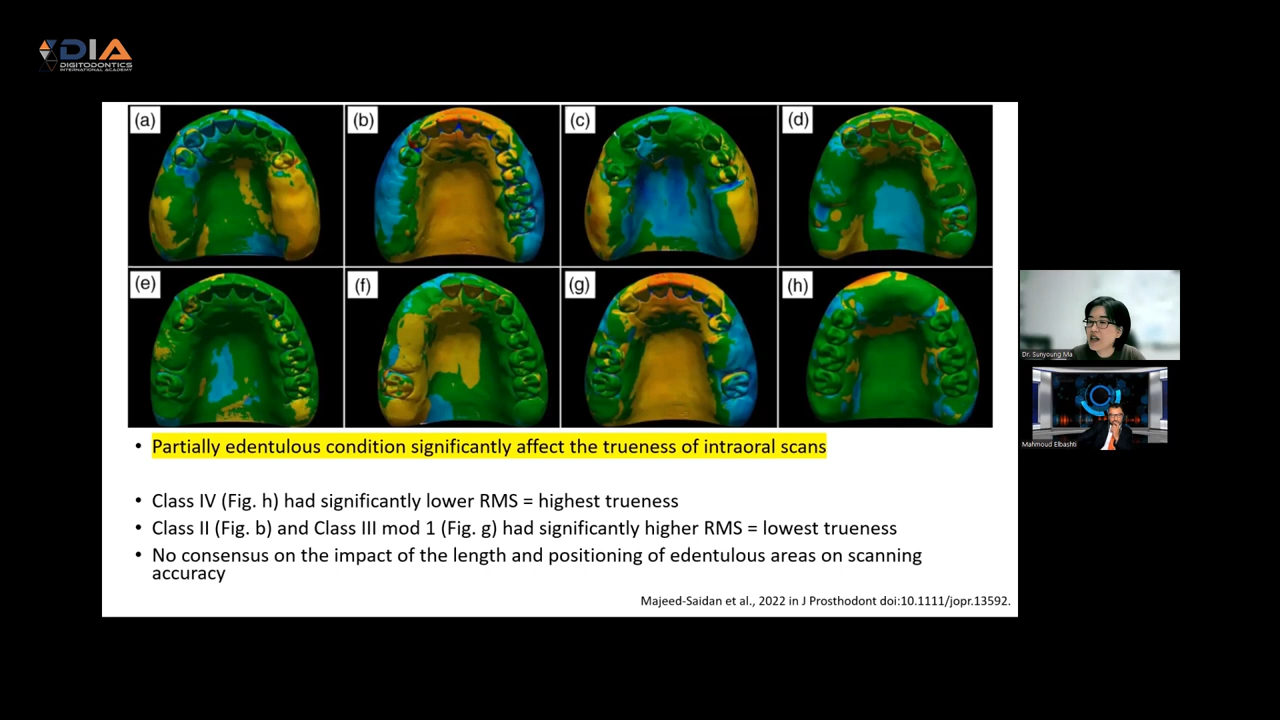 DIA
DIGITODONTICS
INTERNATIONAL ACADEMY
(a)
(b)
(c)
(d)
(e)
(f)
(g)
(h)
• Partially edentulous condition significantly affect the trueness of intraoral scans
• Class IV (Fig. h) had significantly lower RMS = highest trueness
• Class II (Fig. b) and Class III mod 1 (Fig. g) had significantly higher RMS = lowest trueness
• No consensus on the impact of the length and positioning of edentulous areas on scanning
accuracy
Majeed-Saidan et al., 2022 in J Prosthodont doi:10.1111/jopr.13592.
Dr. Sunyoung Ma
Mahmoud Elbashti